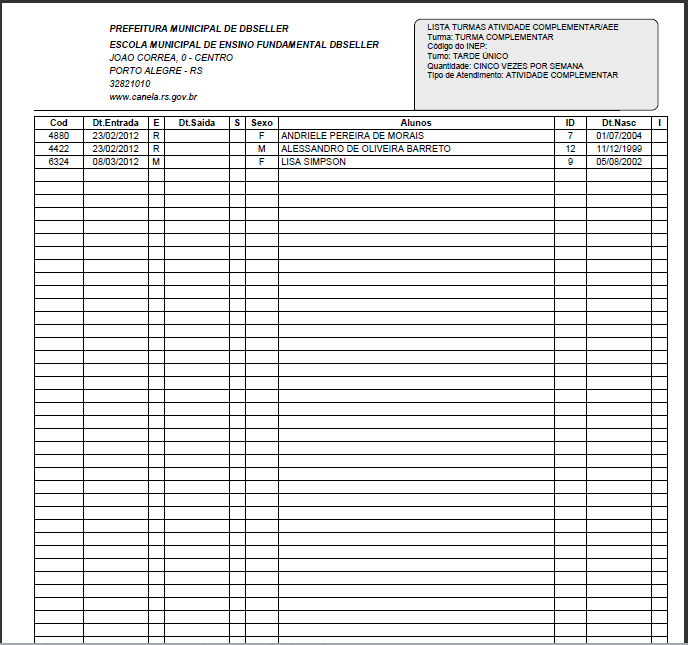 PREFEITURA MUNICIPAL DE DBSELLER
ESCOLA MUNICIPAL DE ENSINO FUNDAMENTAL DBSELLER
JOAO CORREA, 0 - CENTRO
PORTO ALEGRE - RS
32821010
www.canela.rs.gov.br
LISTA TURMAS ATIVIDADE COMPLEMENTAR/AEE
Turma: TURMA COMPLEMENTAR
Código do INEP:
Turno: TARDE ÚNICO
Quantidade: CINCO VEZES POR SEMANA
Tipo de Atendimento: ATIVIDADE COMPLEMENTAR
Cod Dt.Entrada E Dt.Saida S Sexo Alunos ID Dt.Nasc I
4880 23/02/2012 R F ANDRIELE PEREIRA DE MORAIS 7 01/07/2004
4422 23/02/2012 R M ALESSANDRO DE OLIVEIRA BARRETO 12 11/12/1999
6324 08/03/2012 M F LISA SIMPSON 9 05/08/2002